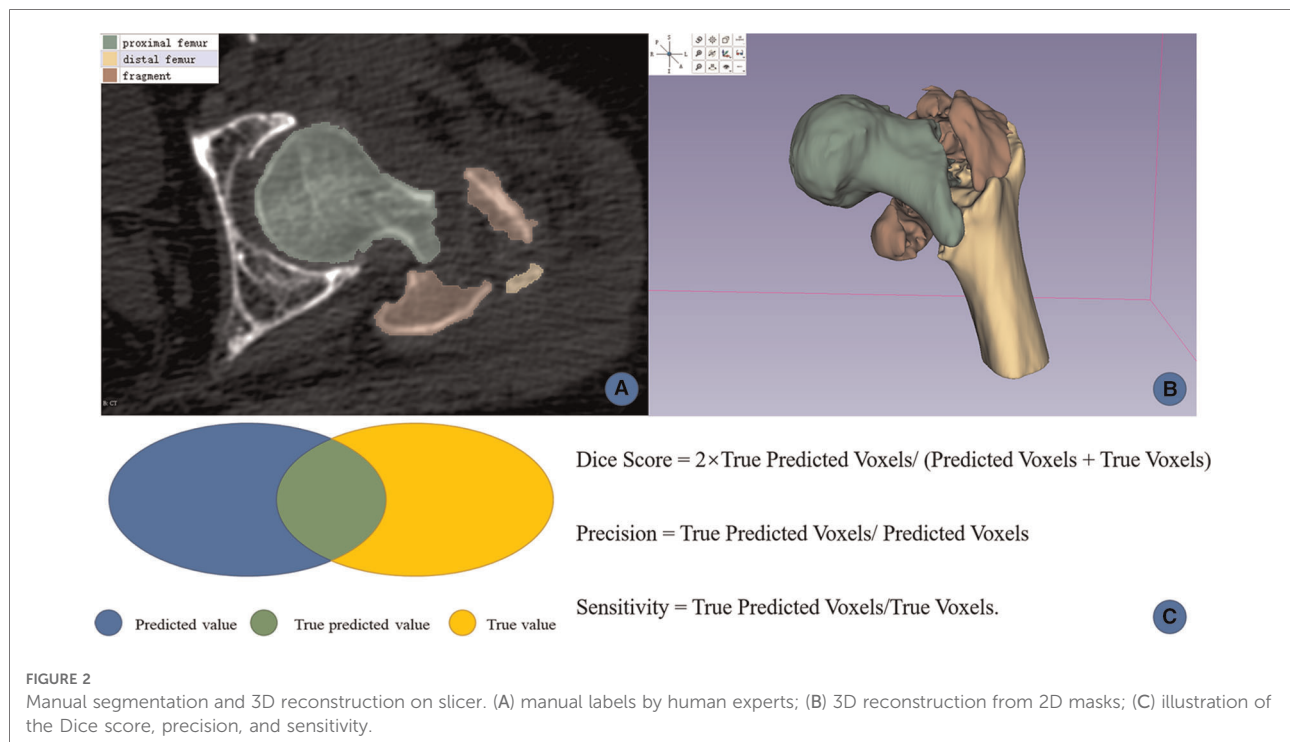 proximal femur
distal femur
fragment
S
P
R
L
A
I
B: CT
A
B
Dice Score = 2×True Predicted Voxels/ (Predicted Voxels + True Voxels)
Precision = True Predicted Voxels/ Predicted Voxels
Sensitivity = True Predicted Voxels/True Voxels.
Predicted value
True predicted value
True value
C
FIGURE 2
Manual segmentation and 3D reconstruction on slicer. (A) manual labels by human experts; (B) 3D reconstruction from 2D masks; (C) illustration of
the Dice score, precision, and sensitivity.